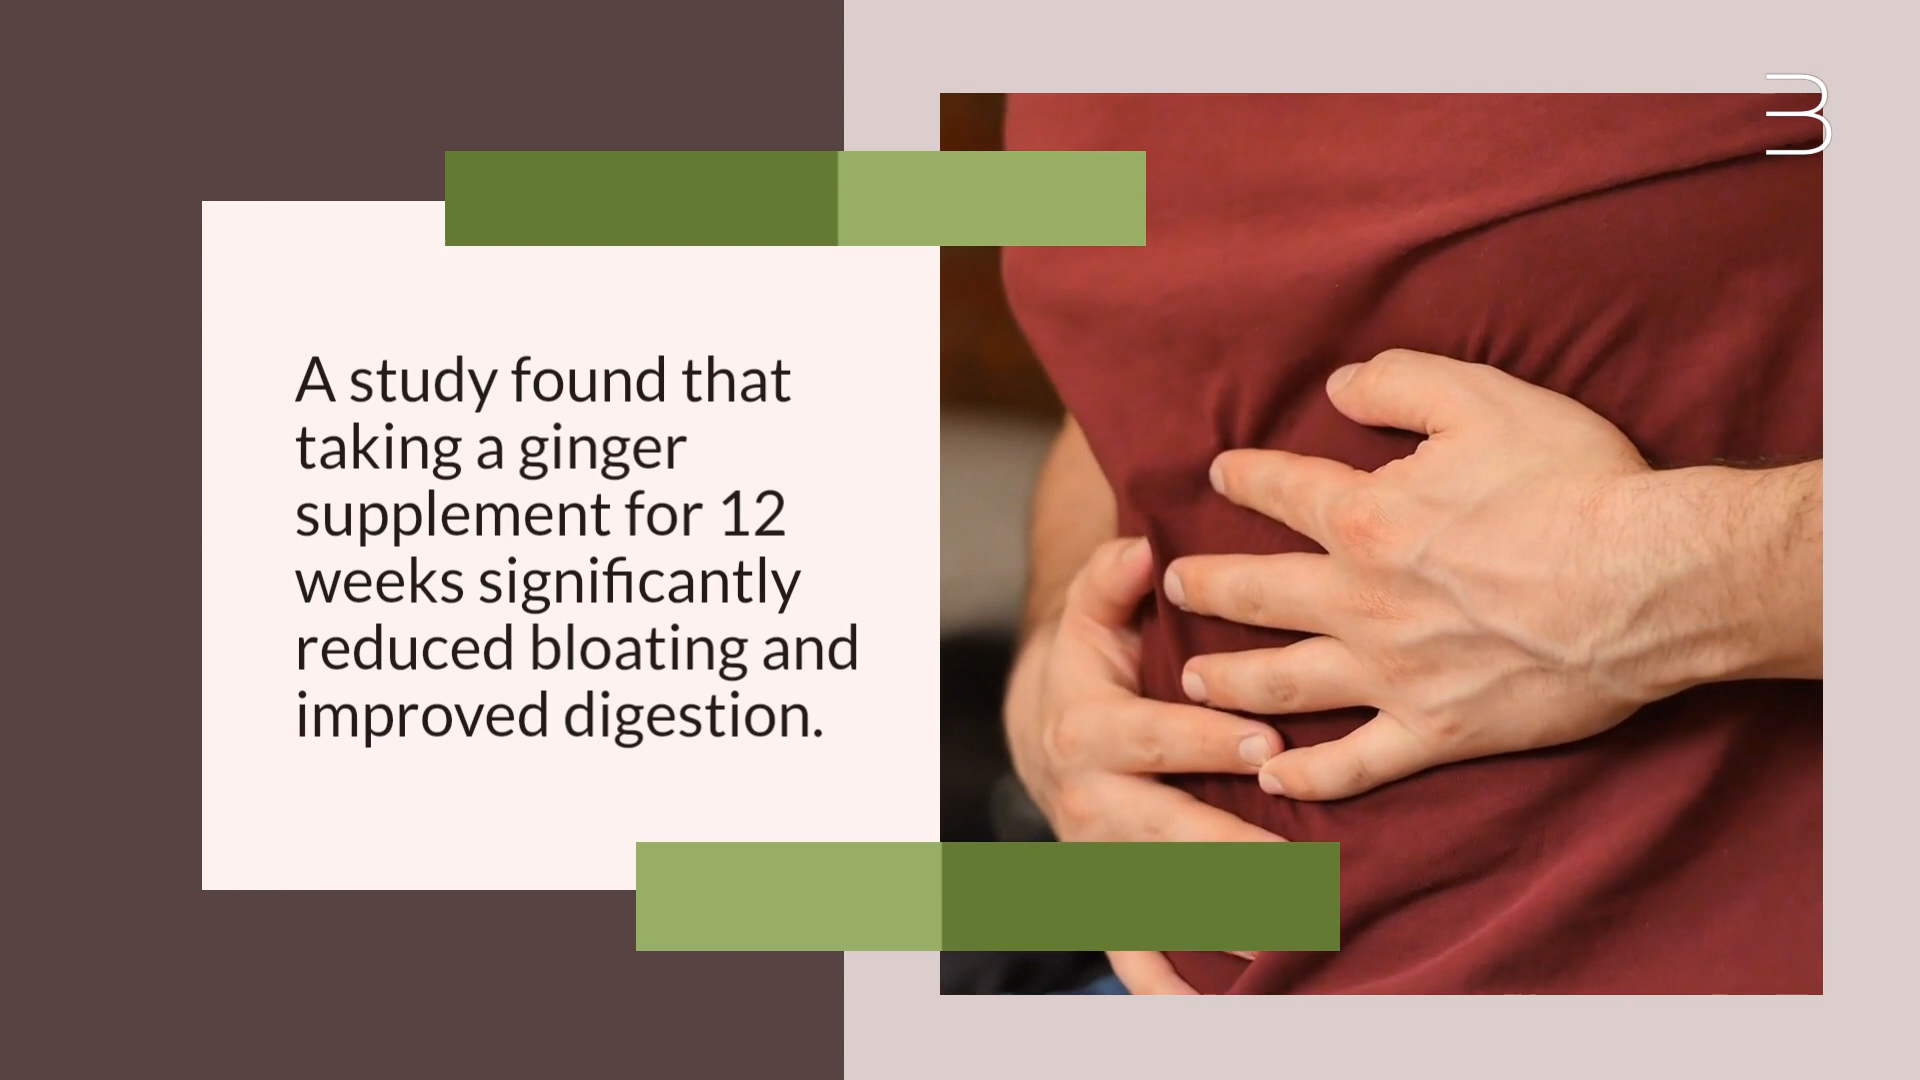 A study found that
taking a ginger
supplement for 12
weeks significantly
reduced bloating and
improved digestion.